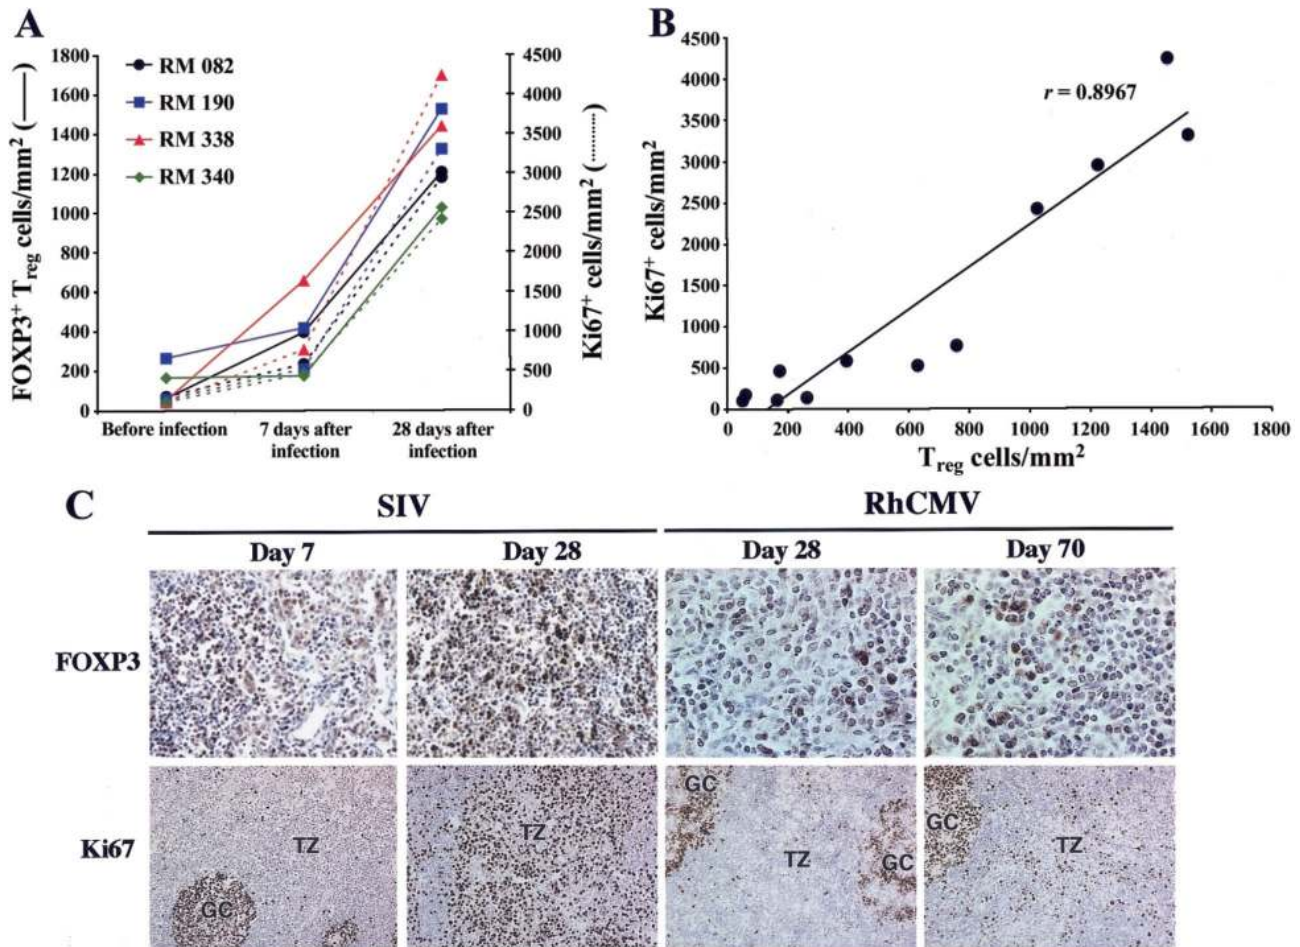 A
FOXP3⁺ Treg cells/mm² (——)
1800
1600
1400
1200
1000
800
600
400
200
0
RM 082
RM 190
RM 338
RM 340
4500
4000
3500
3000
2500
2000
1500
1000
500
0
Ki67⁺ cells/mm² (........)
Before infection
7 days after
infection
28 days after
infection
B
Ki67⁺ cells/mm²
4500
4000
3500
3000
2500
2000
1500
1000
500
0
r = 0.8967
0
200
400
600
800
1000
1200
1400
1600
1800
Treg cells/mm²
C
SIV
RhCMV
Day 7
Day 28
Day 28
Day 70
FOXP3
Ki67
GC
TZ
TZ
GC
TZ
GC
GC
TZ